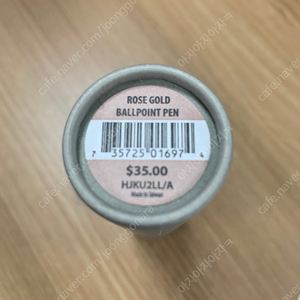 ROSE GOLD
BALLPOINT PEN
7 35725 01697 4
$35.00
HJKU2LL/A
Made in Taiwan